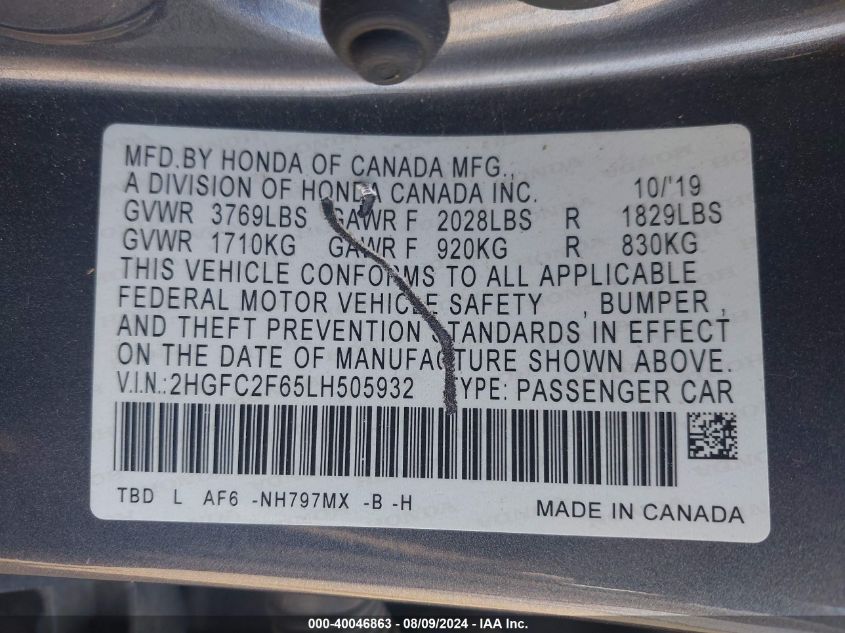 MFD.BY HONDA OF CANADA MFG.,
A DIVISION OF HONDA CANADA INC. 10/'19
GVWR 3769LBS GAWR F 2028LBS R 1829LBS
GVWR 1710KG GAWR F 920KG R 830KG
THIS VEHICLE CONFORMS TO ALL APPLICABLE
FEDERAL MOTOR VEHICLE SAFETY , BUMPER ,
AND THEFT PREVENTION STANDARDS IN EFFECT
ON THE DATE OF MANUFACTURE SHOWN ABOVE.
V.I.N.:2HGFC2F65LH505932 TYPE: PASSENGER CAR
TBD L AF6 -NH797MX -B -H MADE IN CANADA
000-40046863 - 08/09/2024 - IAA Inc.